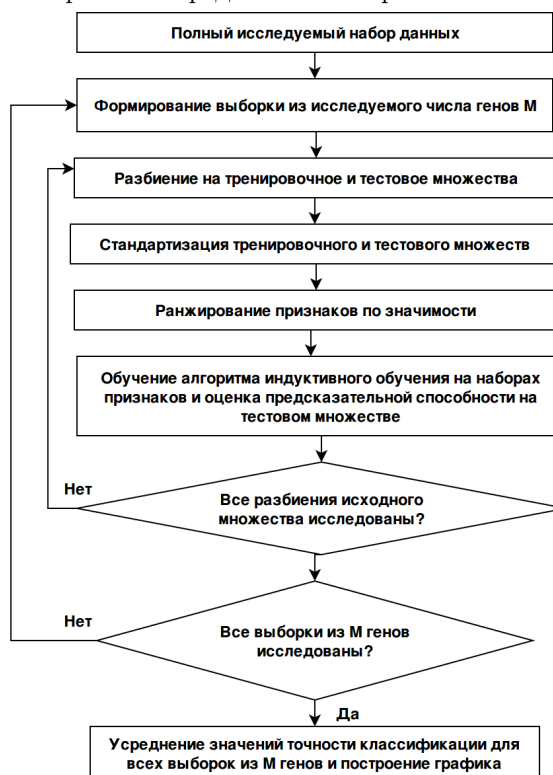 Полный исследуемый набор данных
Формирование выборки из исследуемого числа генов М
Разбиение на тренировочное и тестовое множества
Стандартизация тренировочного и тестового множеств
Ранжирование признаков по значимости
Обучение алгоритма индуктивного обучения на наборах
признаков и оценка предсказательной способности на
тестовом множестве
Нет
Все разбиения исходного
множества исследованы?
Нет
Все выборки из М генов
исследованы?
Да
Усреднение значений точности классификации для
всех выборок из М генов и построение графика